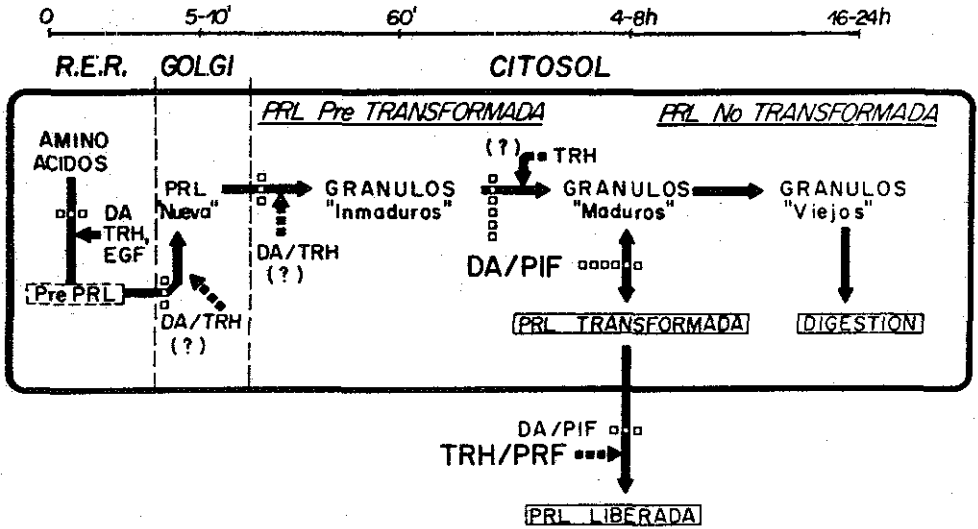 0 5-10' 60' 4-8h 16-24h
R.E.R. GOLGI CITOSOL
PRL Pre TRANSFORMADA PRL No TRANSFORMADA
AMINO
ACIDOS
DA
TRH,
EGF
Pre PRL
PRL
"Nueva"
DA/TRH
(?)
DA/TRH
(?)
GRANULOS
"Inmaduros"
(?) TRH
GRANULOS
"Maduros"
GRANULOS
"Viejos"
DA/PIF
PRL TRANSFORMADA
DIGESTION
DA/PIF
TRH/PRF
PRL LIBERADA